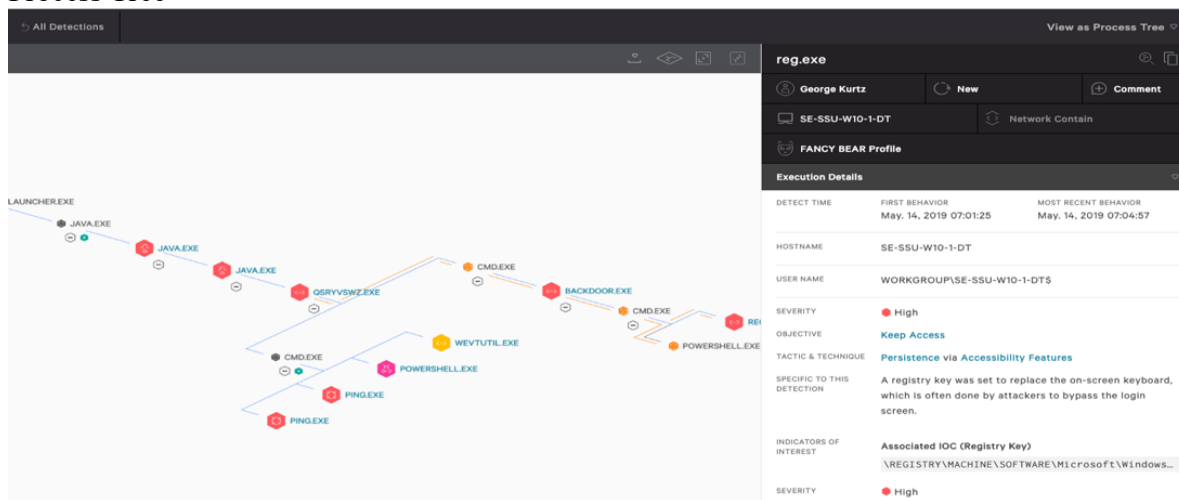 All Detections
View as Process Tree
LAUNCHER.EXE
JAVA.EXE
JAVA.EXE
JAVA.EXE
QSRYVSWZ.EXE
CMD.EXE
BACKDOOR.EXE
CMD.EXE
POWERSHELL.EXE
WEVTUTIL.EXE
CMD.EXE
POWERSHELL.EXE
PING.EXE
PING.EXE
reg.exe
George Kurtz
New
Comment
SE-SSU-W10-1-DT
Network Contain
FANCY BEAR Profile
Execution Details
DETECT TIME
FIRST BEHAVIOR
May. 14, 2019 07:01:25
MOST RECENT BEHAVIOR
May. 14, 2019 07:04:57
HOSTNAME
SE-SSU-W10-1-DT
USER NAME
WORKGROUP\SE-SSU-W10-1-DT$
SEVERITY
High
OBJECTIVE
Keep Access
TACTIC & TECHNIQUE
Persistence via Accessibility Features
SPECIFIC TO THIS
DETECTION
A registry key was set to replace the on-screen keyboard,
which is often done by attackers to bypass the login
screen.
INDICATORS OF
INTEREST
Associated IOC (Registry Key)
\REGISTRY\MACHINE\SOFTWARE\Microsoft\Windows…
SEVERITY
High